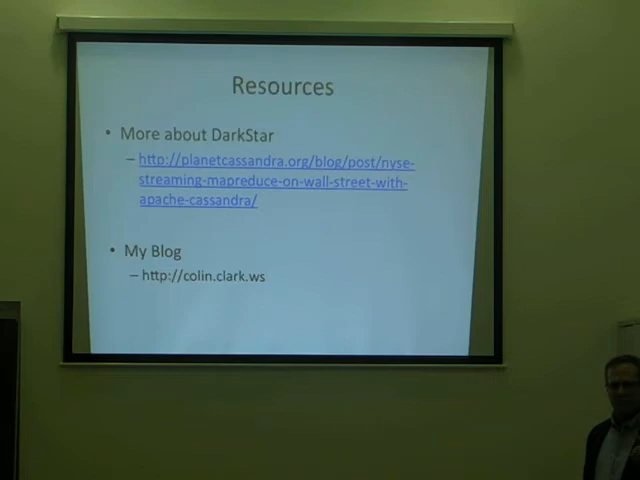 Resources
• More about DarkStar
– http://planetcassandra.org/blog/post/nyse-
streaming-mapreduce-on-wall-street-with-
apache-cassandra/
• My Blog
– http://colin.clark.ws